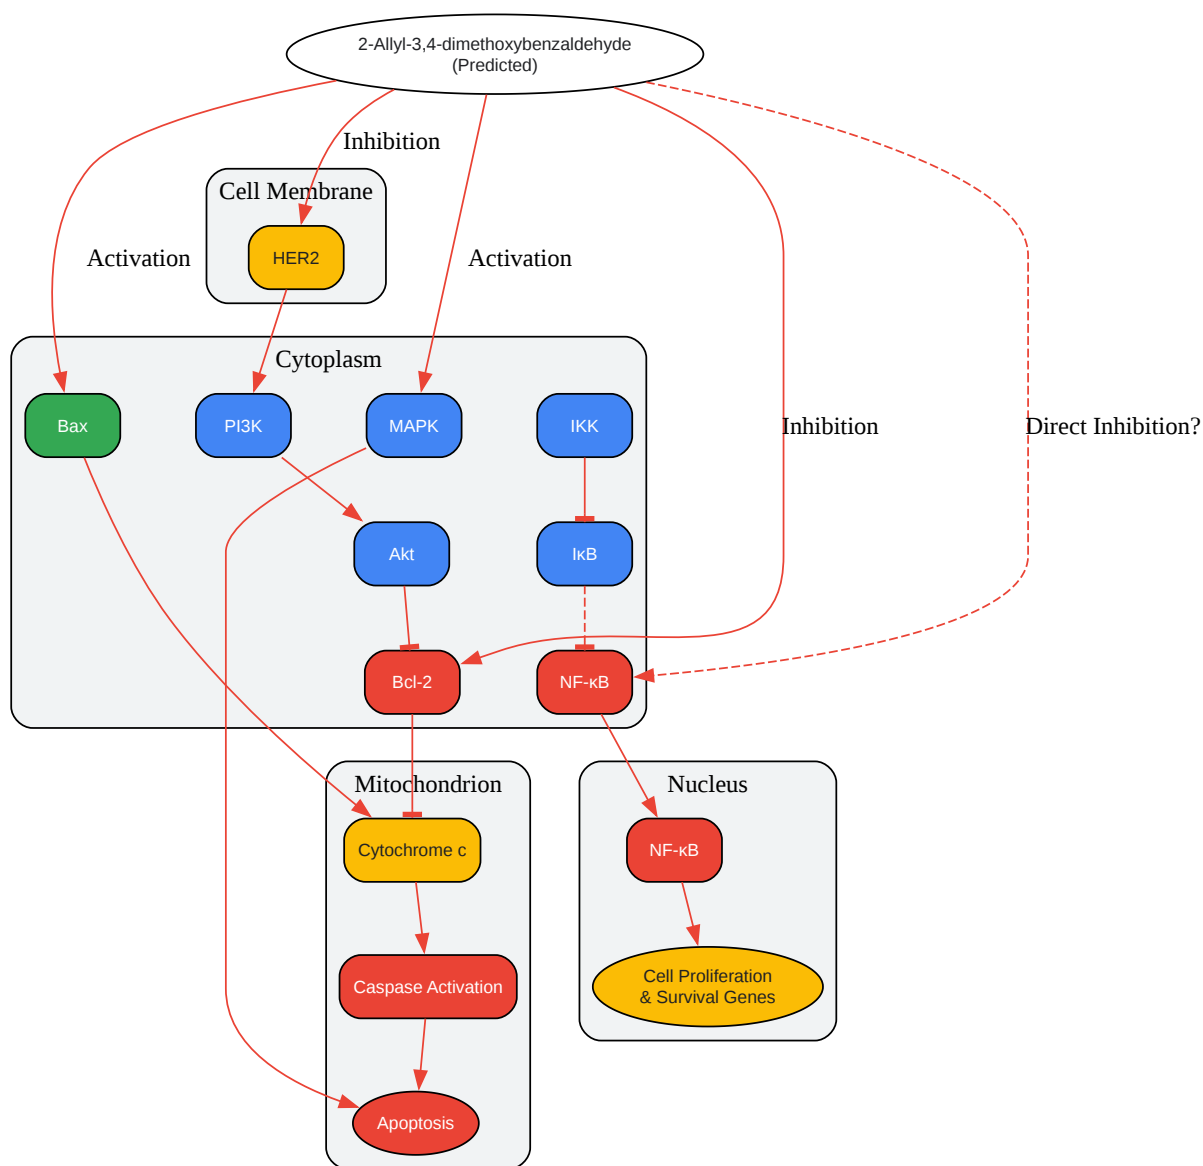 2-Allyl-3,4-dimethoxybenzaldehyde
(Predicted)
Inhibition
Cell Membrane
Activation
HER2
Activation
Cytoplasm
Bax
PI3K
MAPK
IKK
Inhibition
Direct Inhibition?
Akt
IκB
Bcl-2
NF-κB
Mitochondrion
Nucleus
Cytochrome c
NF-κB
Caspase Activation
Cell Proliferation
& Survival Genes
Apoptosis